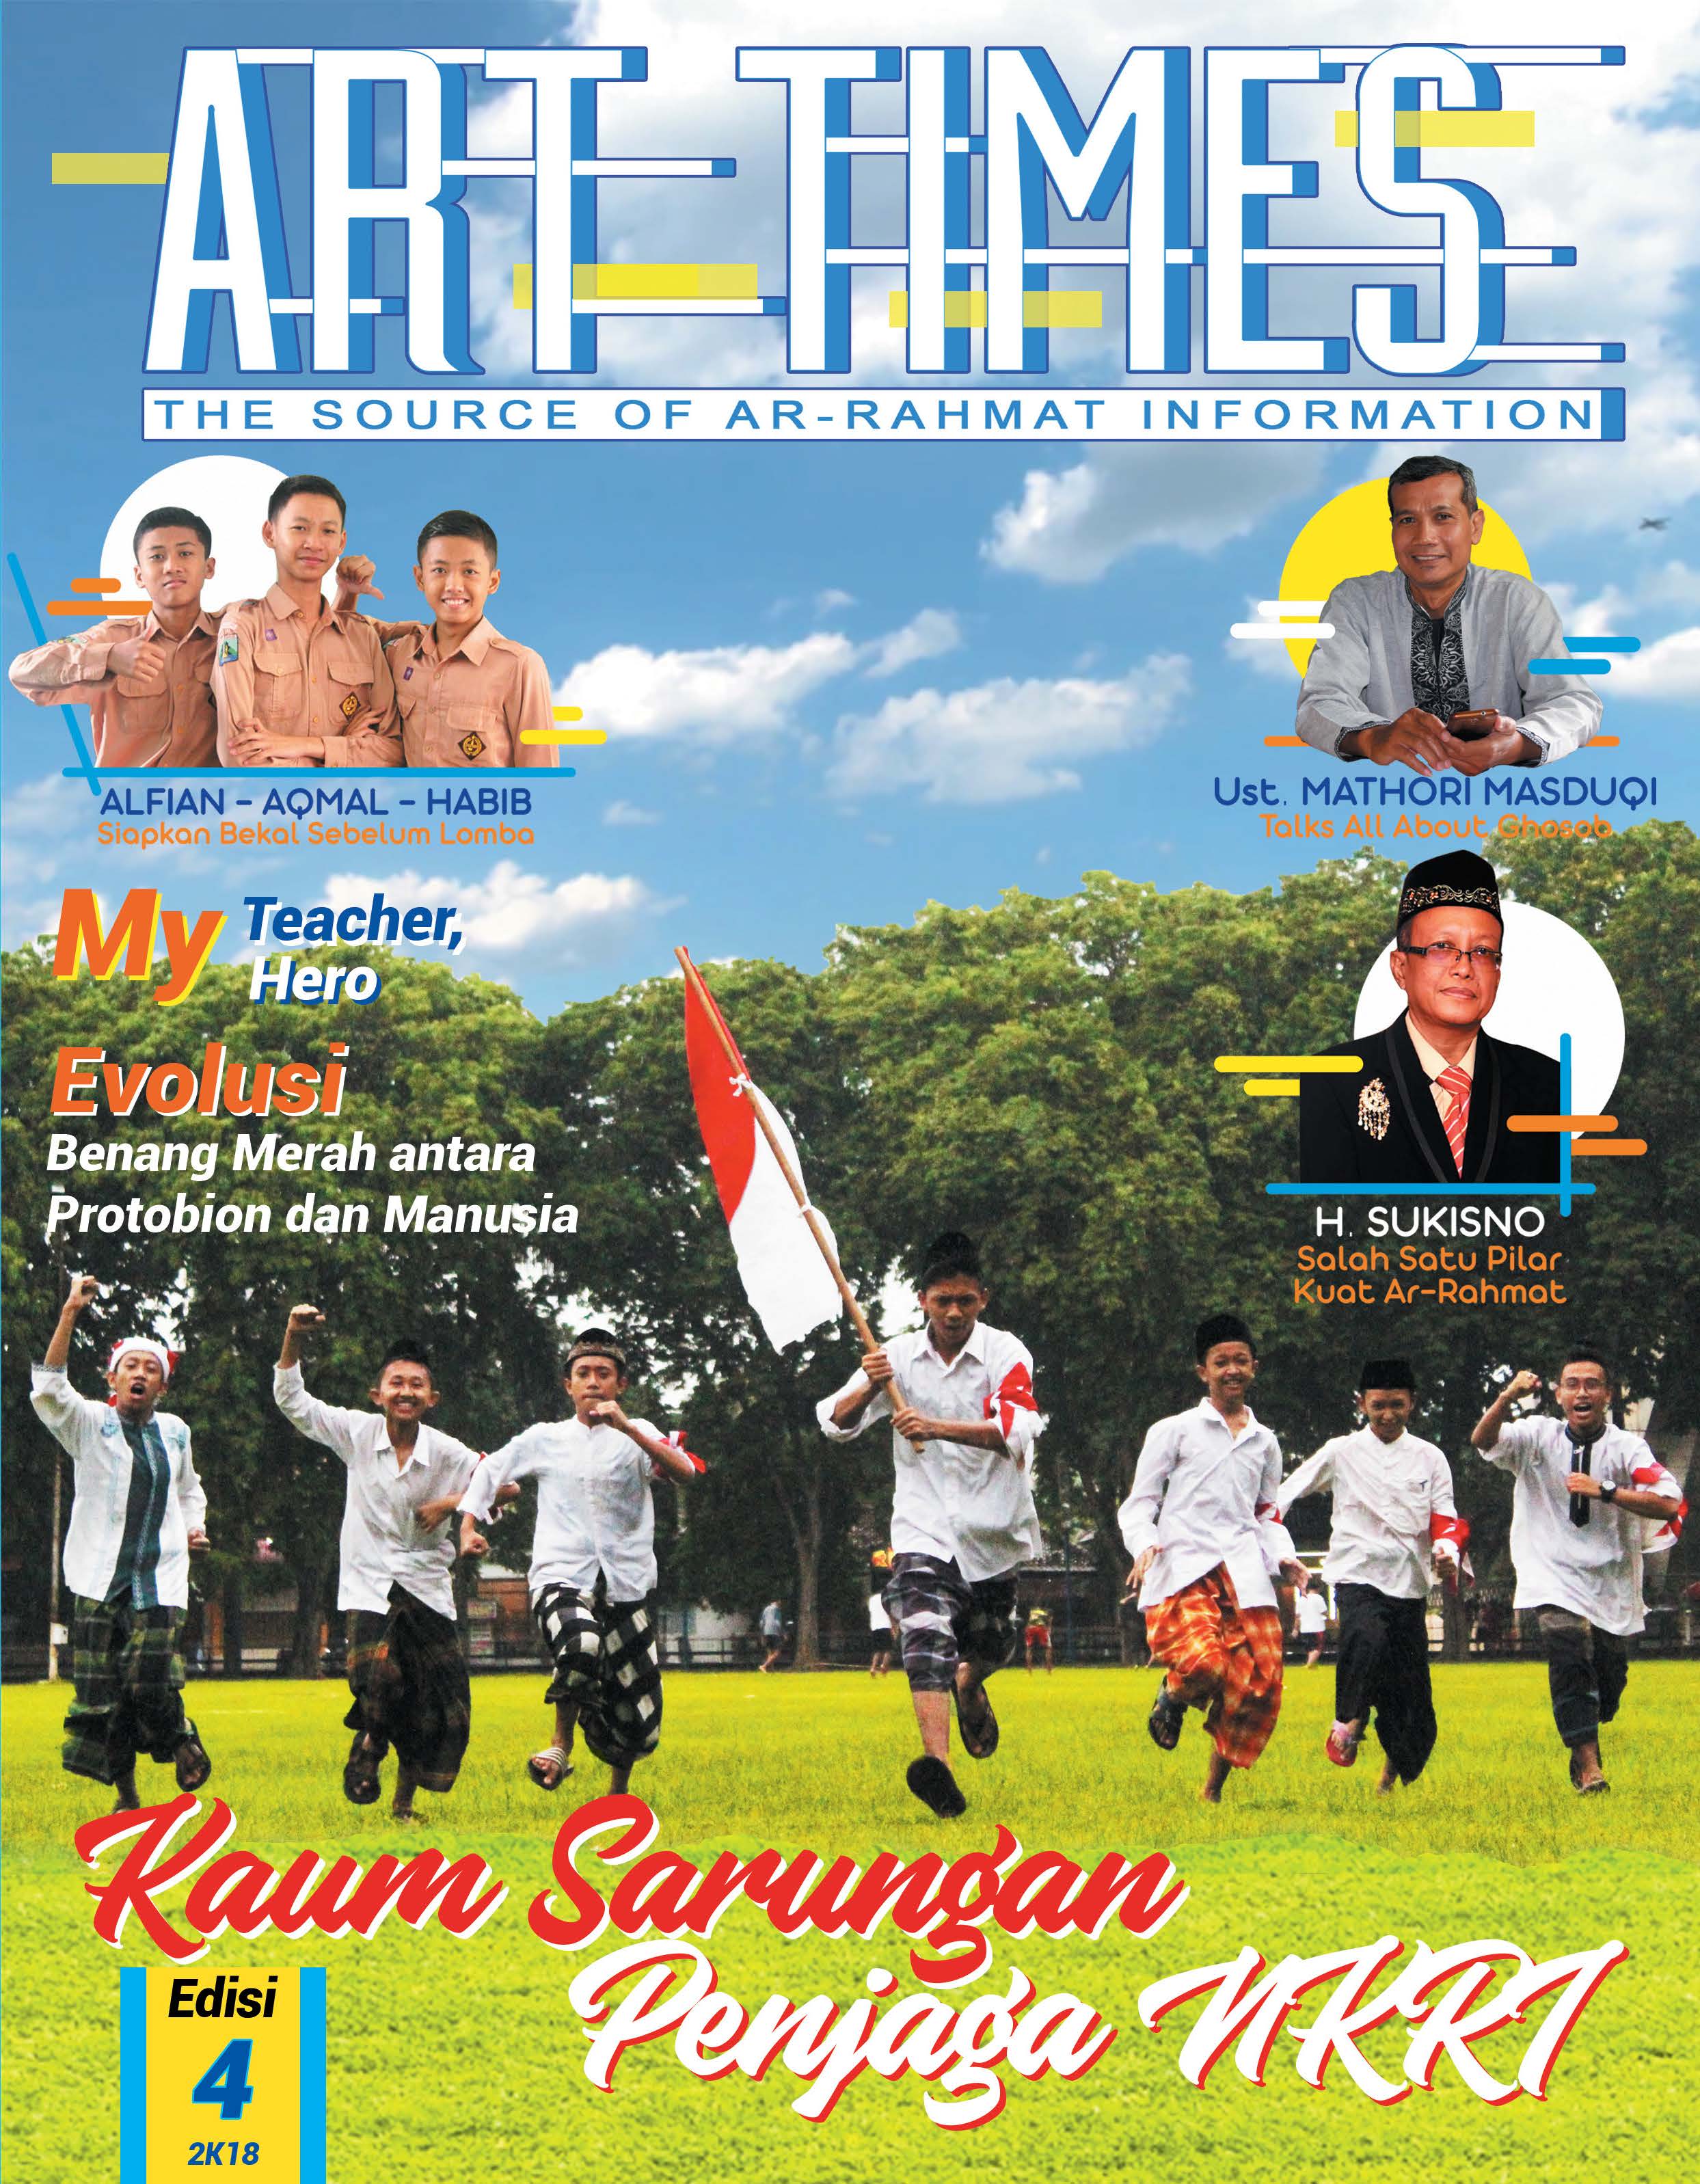 ART TIMES
THE SOURCE OF AR-RAHMAT INFORMATION
ALFIAN - AQMAL - HABIB
Siapkan Bekal Sebelum Lomba
Ust. MATHORI MASDUQI
Talks All About Ghosob
My Teacher,
Hero
Evolusi
Benang Merah antara
Protobion dan Manusia
H. SUKISNO
Salah Satu Pilar
Kuat Ar-Rahmat
Kaum Sarungan
Penjaga NKRI
Edisi
4
2K18